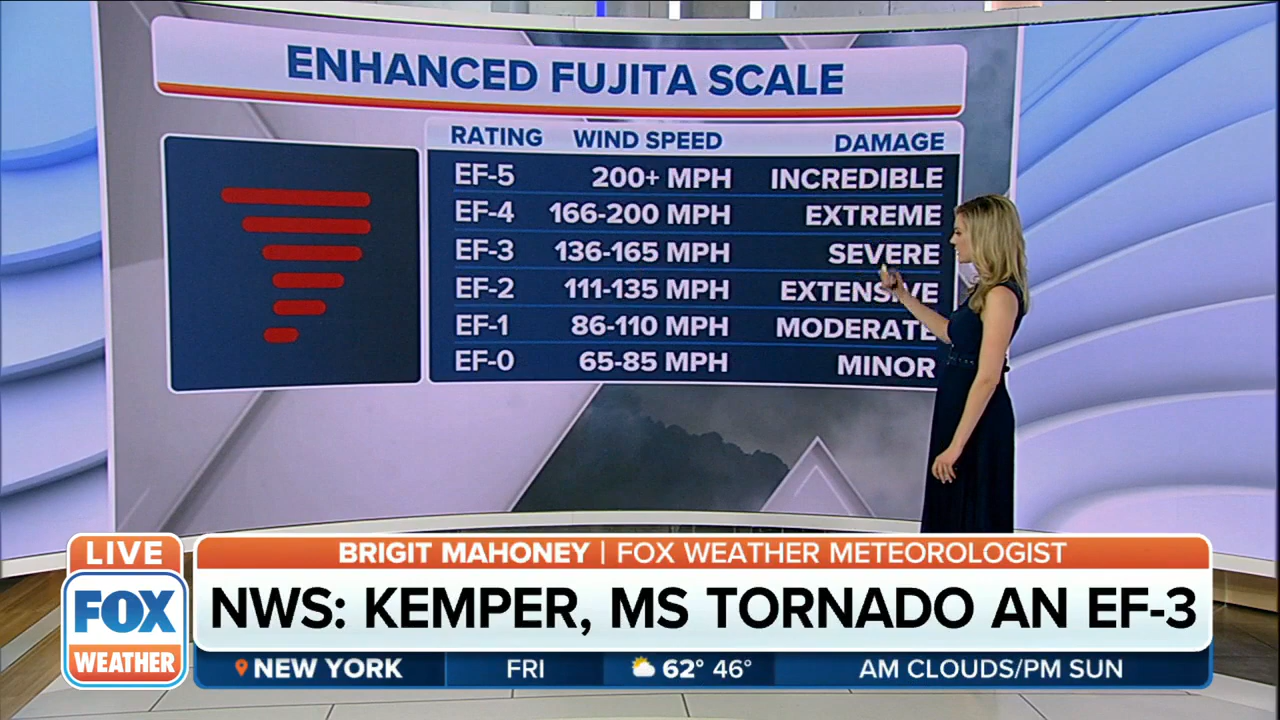 ENHANCED FUJITA SCALE
RATING WIND SPEED DAMAGE
EF-5 200+ MPH INCREDIBLE
EF-4 166-200 MPH EXTREME
EF-3 136-165 MPH SEVERE
EF-2 111-135 MPH EXTENSIVE
EF-1 86-110 MPH MODERATE
EF-0 65-85 MPH MINOR
LIVE
BRIGIT MAHONEY | FOX WEATHER METEOROLOGIST
FOX
WEATHER
NWS: KEMPER, MS TORNADO AN EF-3
NEW YORK FRI 62° 46° AM CLOUDS/PM SUN